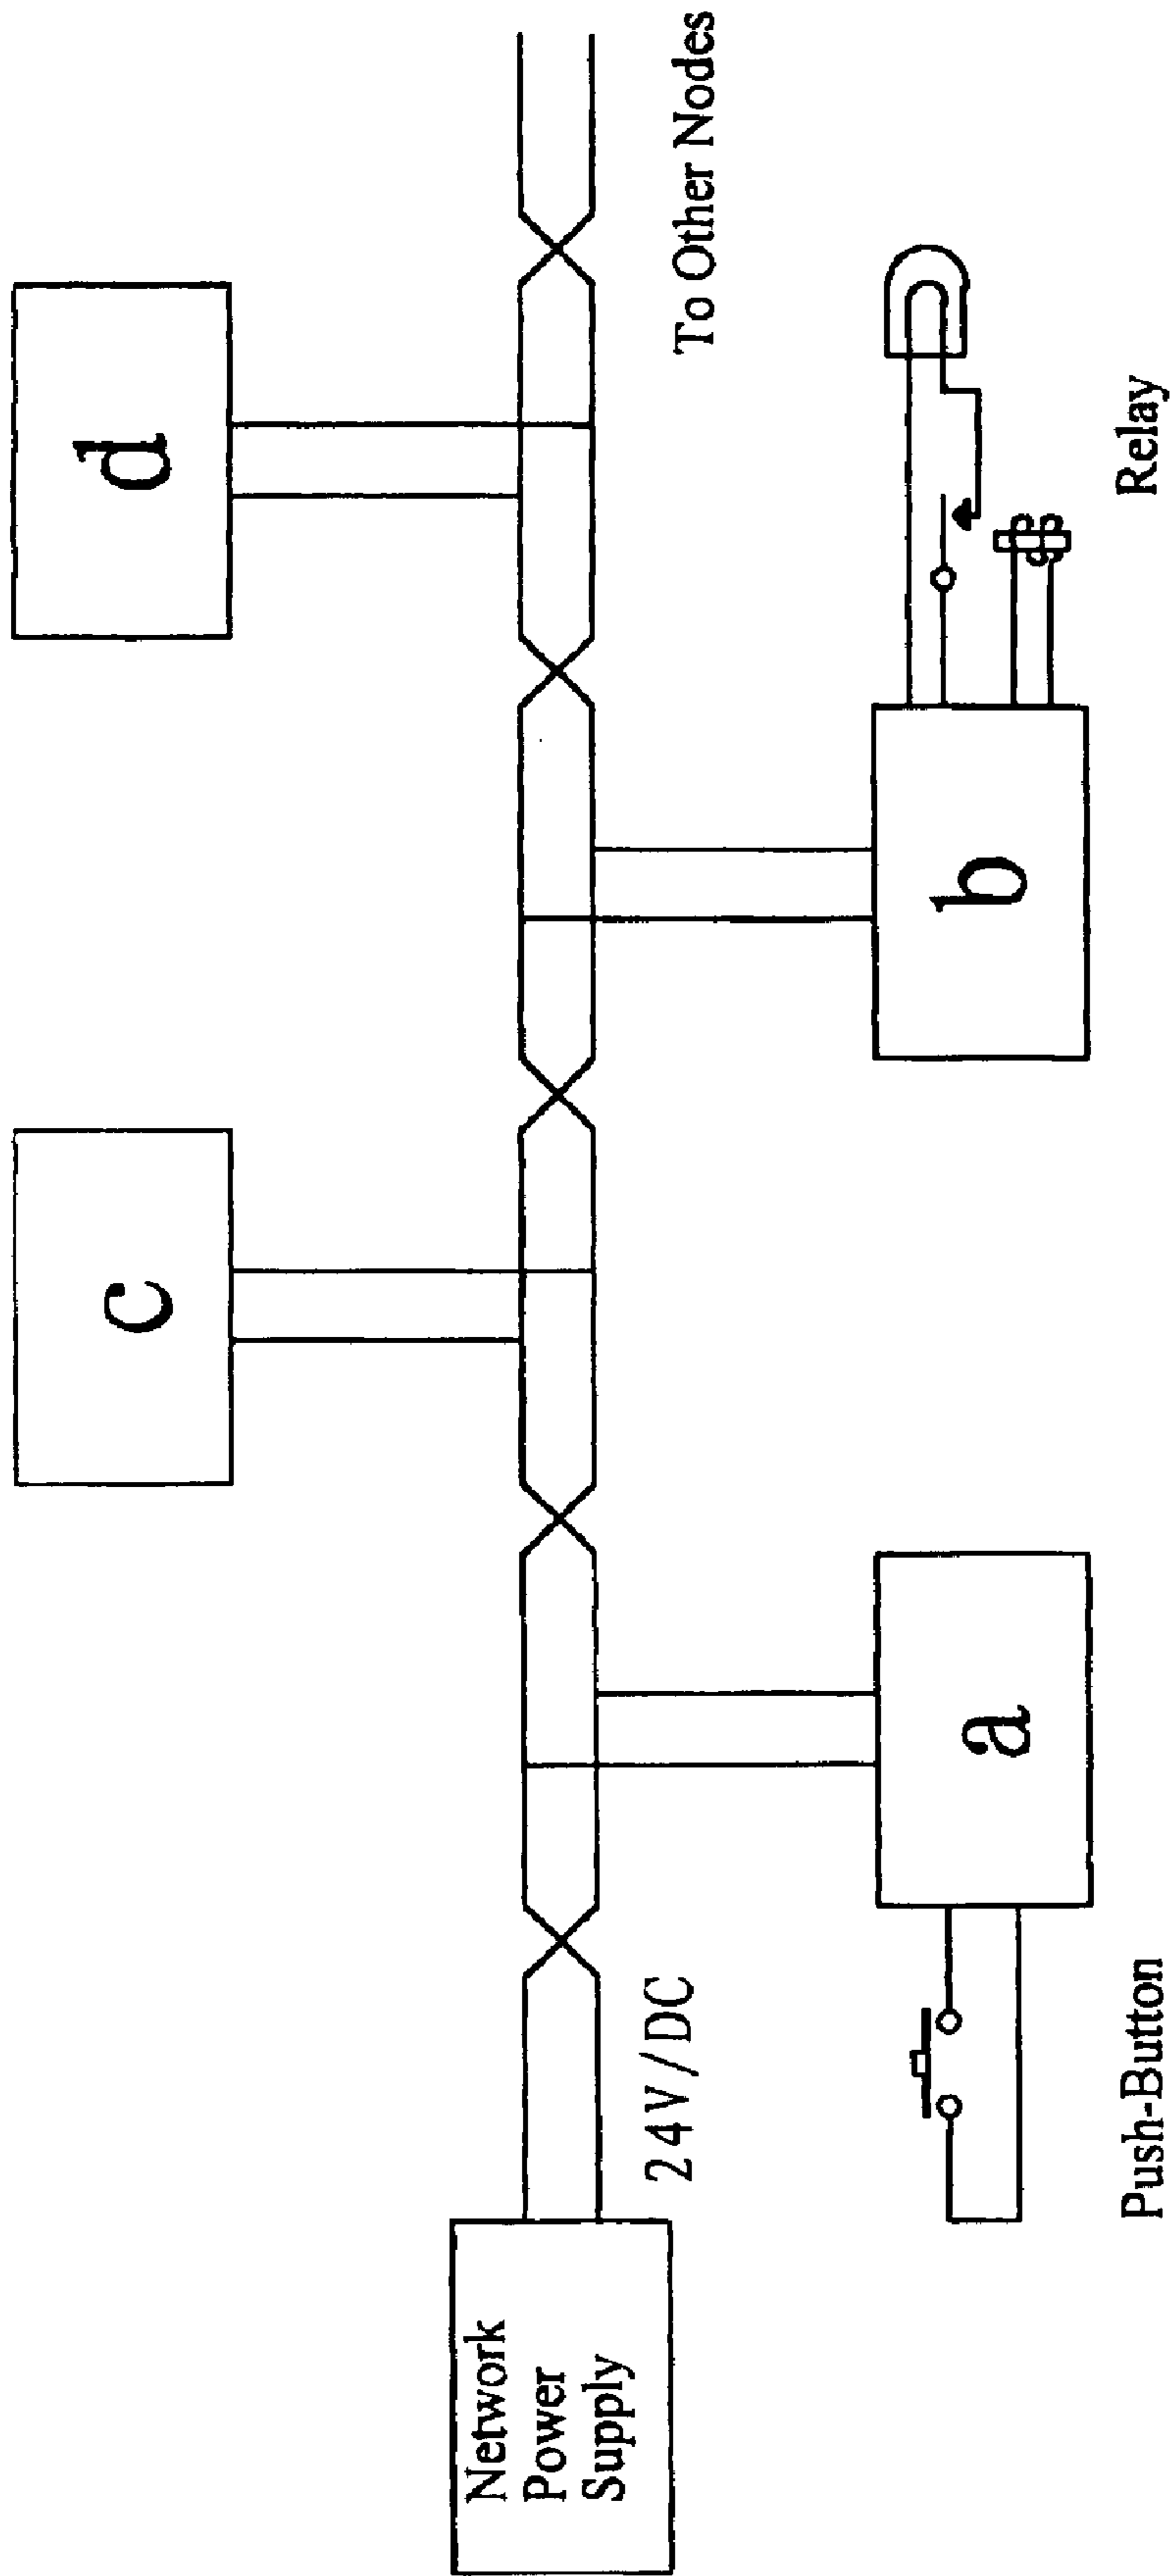 c
d
Network
Power
Supply
24V/DC
To Other Nodes
a
b
Push-Button
Relay